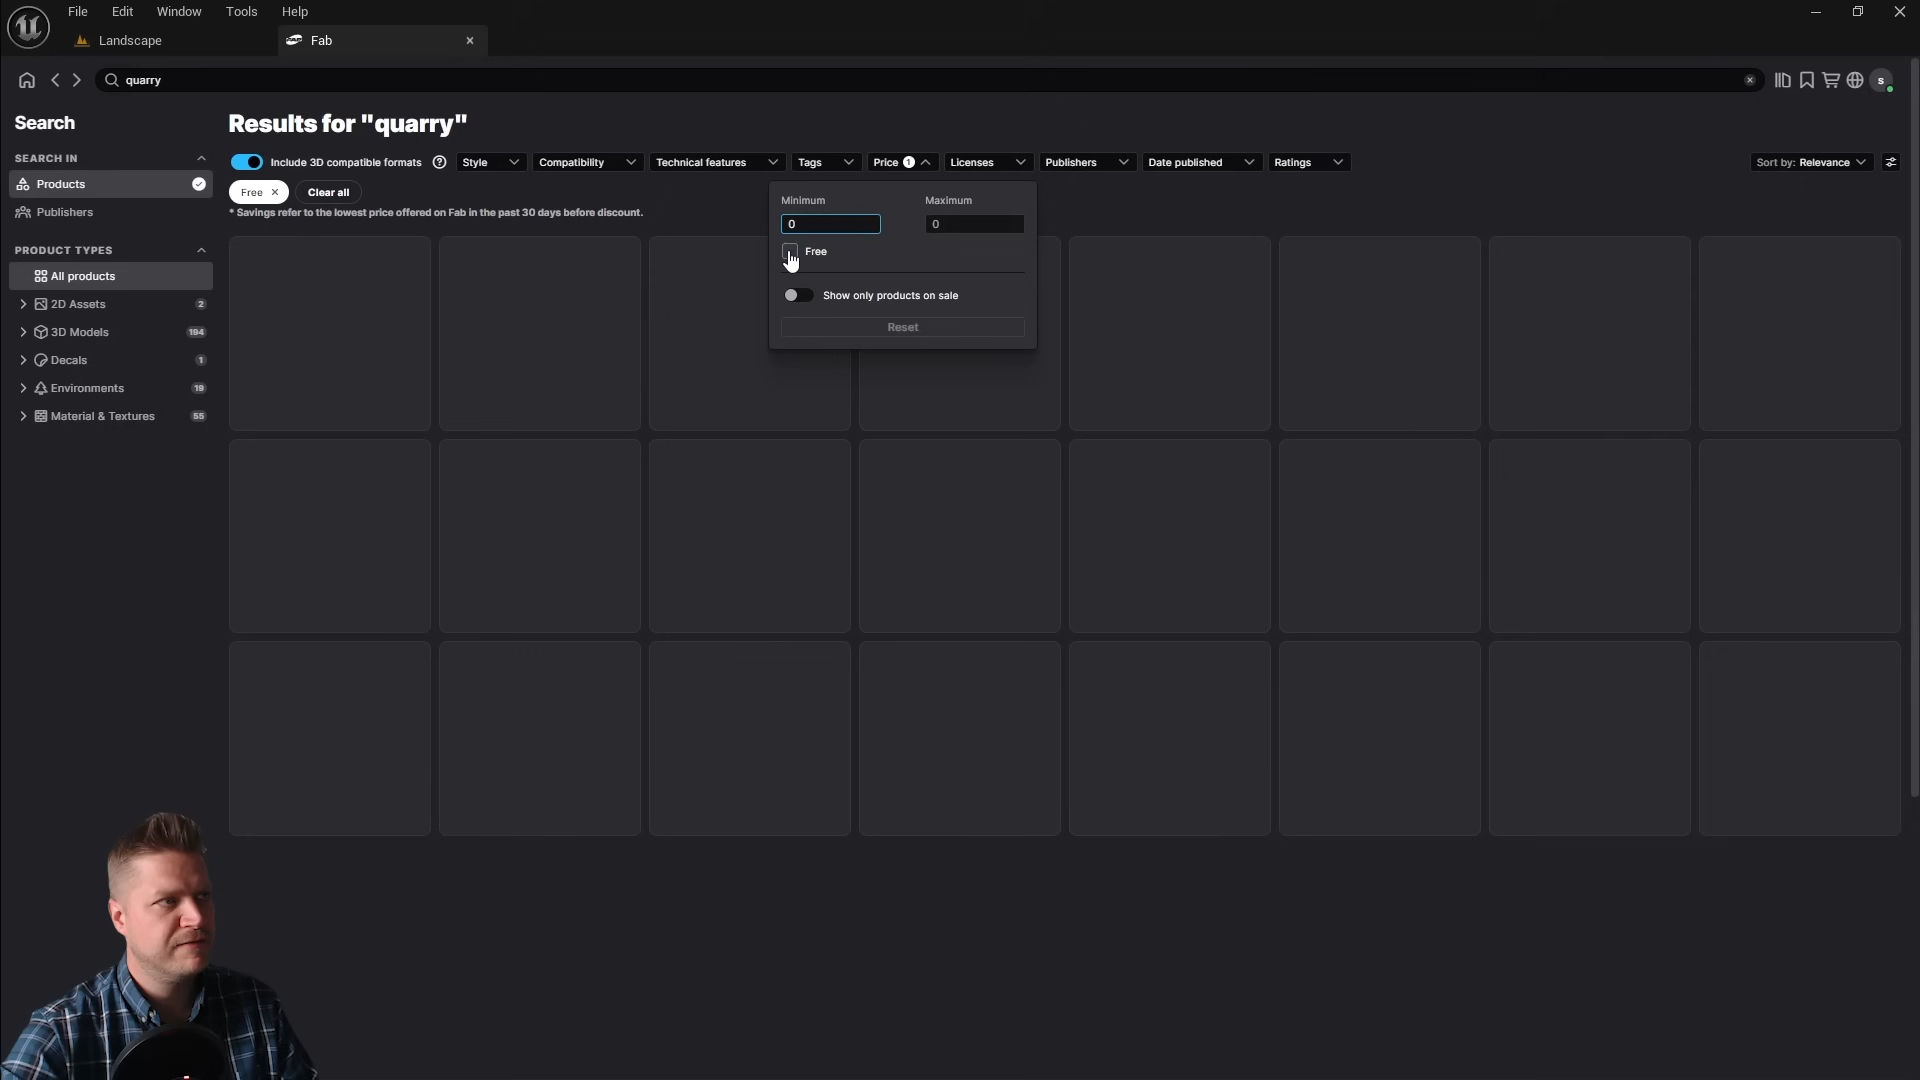 File Edit Window Tools Help
Landscape
Fab
quarry
s
Search
Results for "quarry"
SEARCH IN
Products
Publishers
Include 3D compatible formats
Style
Compatibility
Technical features
Tags
Price 1
Licenses
Publishers
Date published
Ratings
Sort by: Relevance
Free
Clear all
* Savings refer to the lowest price offered on Fab in the past 30 days before discount.
Minimum
Maximum
0
0
Free
Show only products on sale
Reset
PRODUCT TYPES
All products
2D Assets 2
3D Models 194
Decals 1
Environments 19
Material & Textures 55